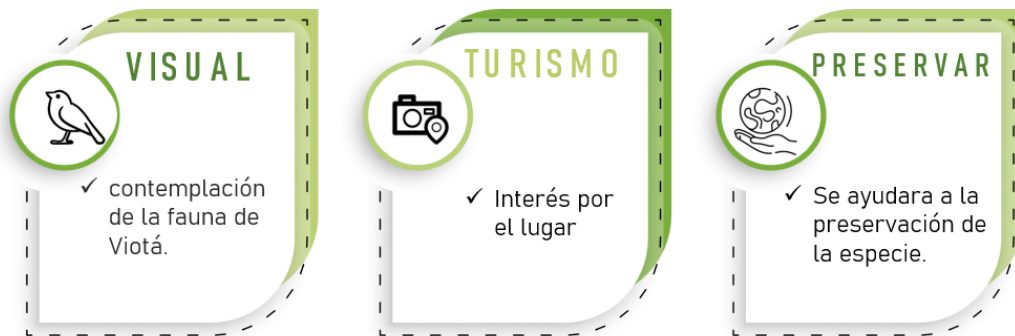 VISUAL
✓ contemplación
de la fauna de
Viotá.
TURISMO
✓ Interés por
el lugar
PRESERVAR
✓ Se ayudara a la
preservación de
la especie.